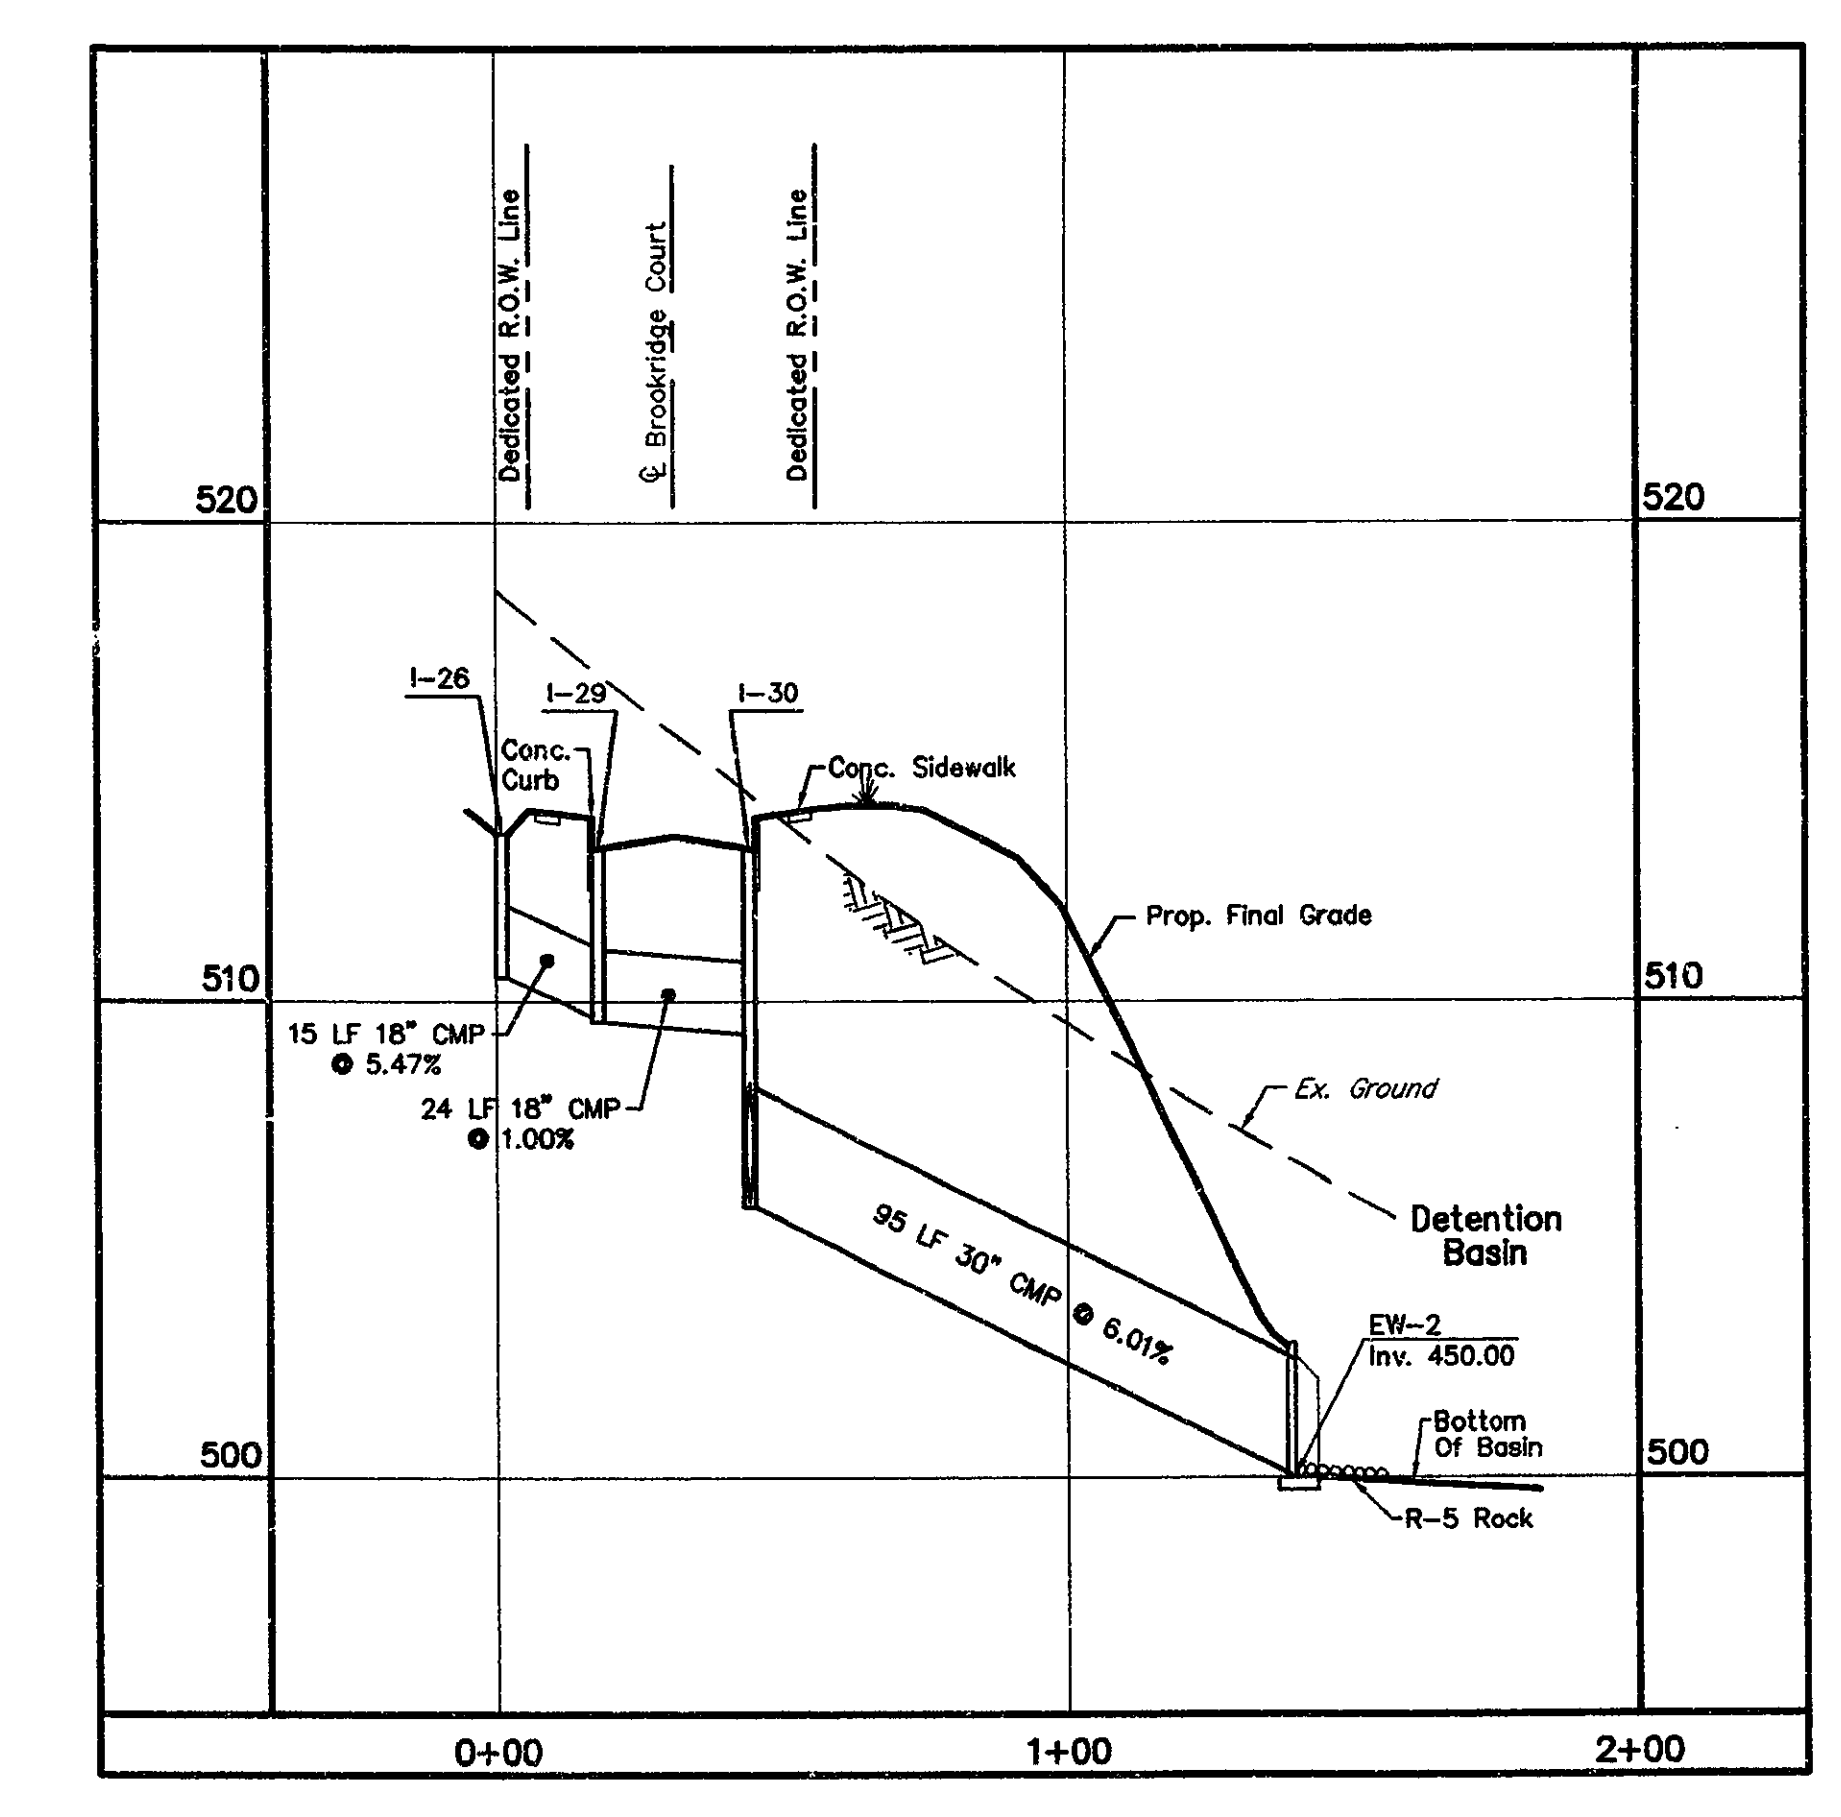 Dedicated R.O.W. Line
℄ Brookridge Court
Dedicated R.O.W. Line
520
520
I-26
I-29
I-30
Conc.
Curb
Conc. Sidewalk
Prop. Final Grade
510
510
15 LF 18" CMP
@ 5.47%
24 LF 18" CMP
@ 1.00%
Ex. Ground
95 LF 30" CMP @ 6.01%
Detention
Basin
EW-2
Inv. 450.00
Bottom
Of Basin
500
500
R-5 Rock
0+00
1+00
2+00